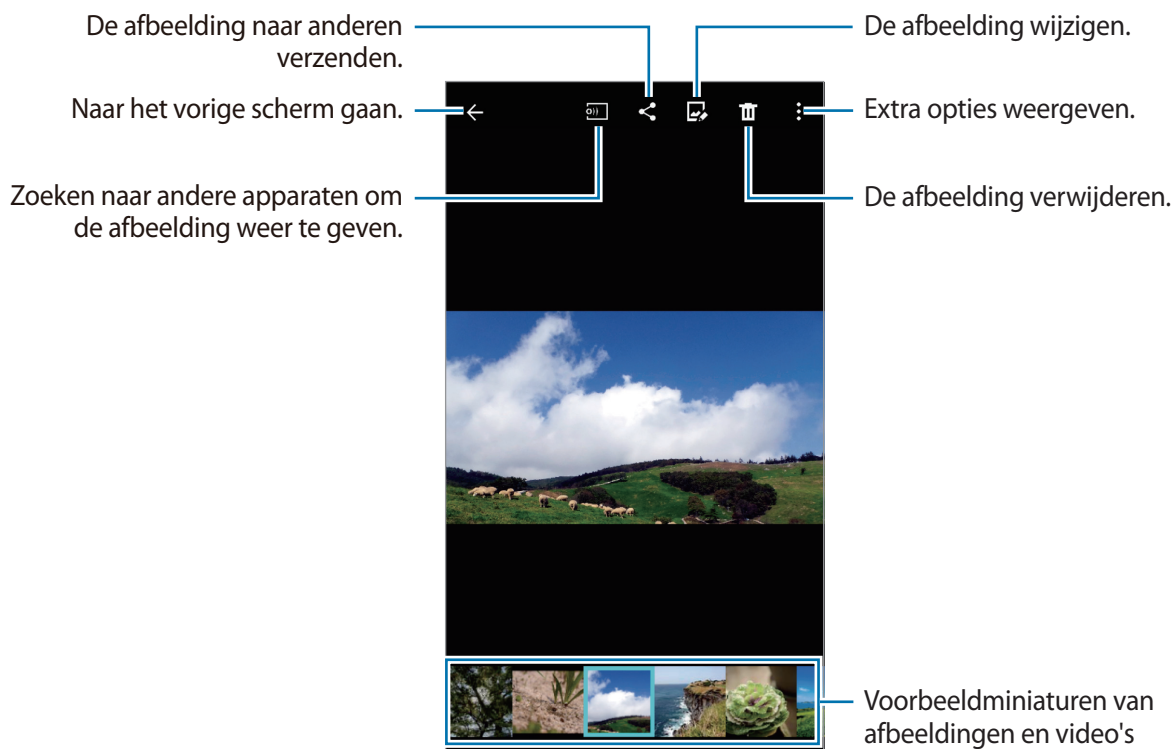 De afbeelding naar anderen
verzenden.
De afbeelding wijzigen.
Naar het vorige scherm gaan.
Extra opties weergeven.
Zoeken naar andere apparaten om
de afbeelding weer te geven.
De afbeelding verwijderen.
Voorbeeldminiaturen van
afbeeldingen en video's